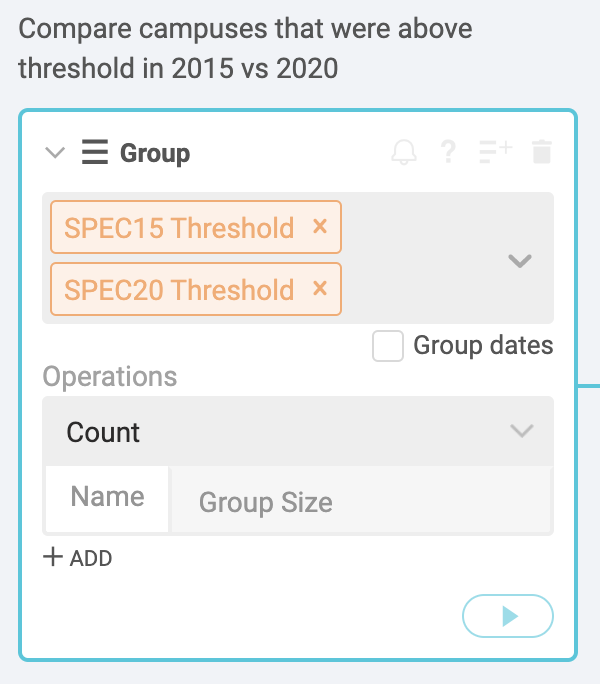 Compare campuses that were above
threshold in 2015 vs 2020
Group
?
SPEC15 Threshold ×
SPEC20 Threshold ×
Group dates
Operations
Count
Name Group Size
+ ADD